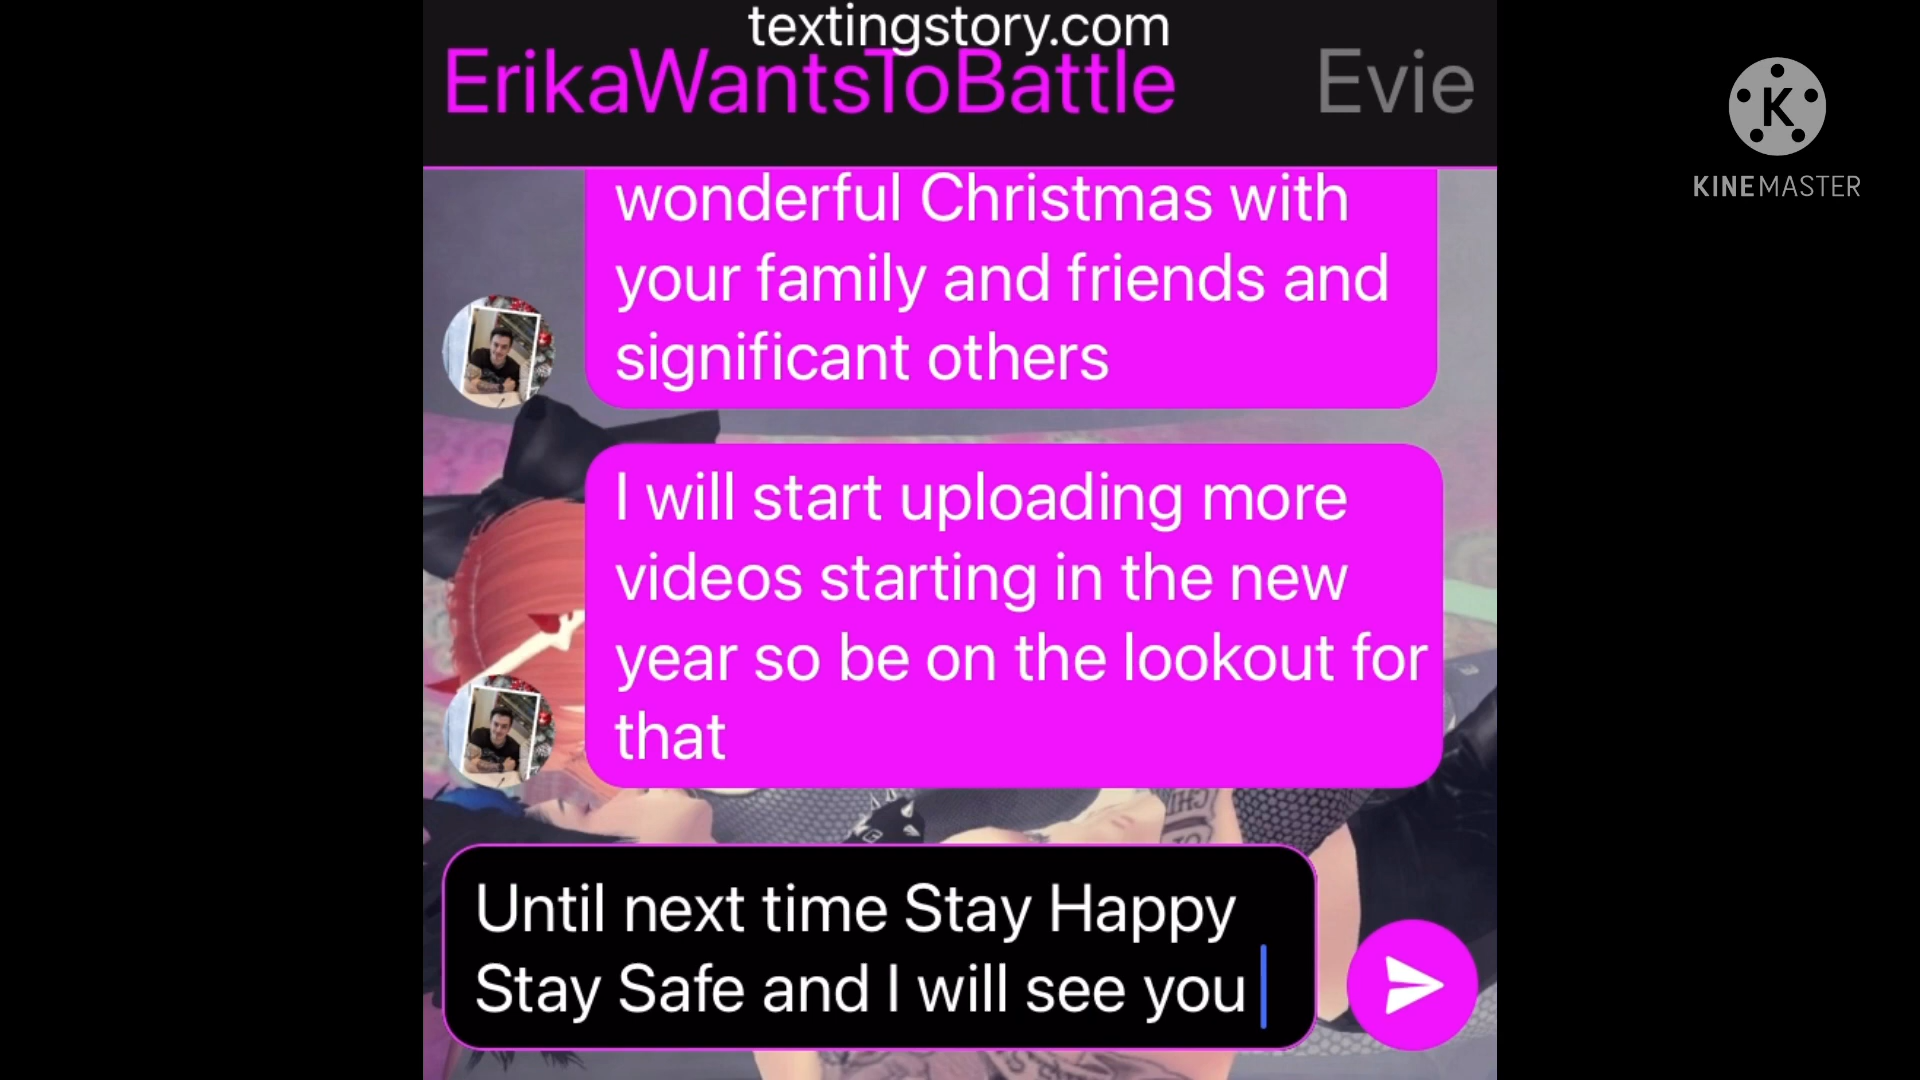 textingstory.com
ErikaWantsToBattle
Evie
K
KINEMASTER
wonderful Christmas with
your family and friends and
significant others
I will start uploading more
videos starting in the new
year so be on the lookout for
that
Until next time Stay Happy
Stay Safe and I will see you